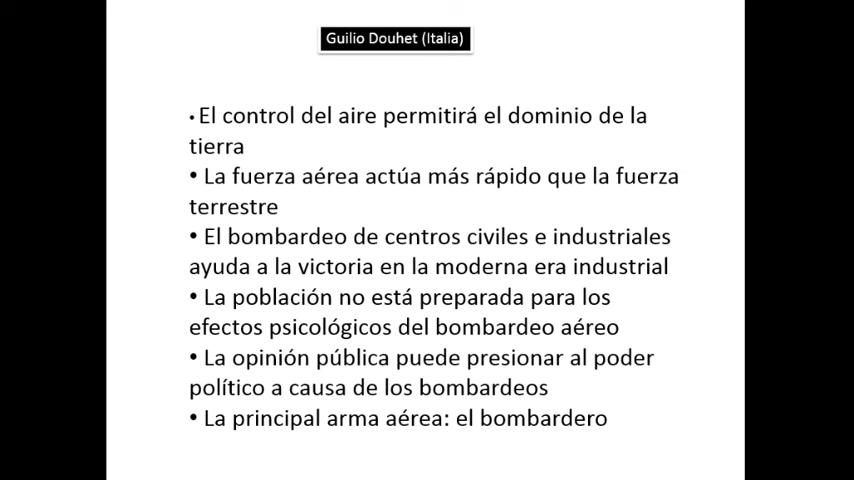 Guilio Douhet (Italia)
• El control del aire permitirá el dominio de la
tierra
• La fuerza aérea actúa más rápido que la fuerza
terrestre
• El bombardeo de centros civiles e industriales
ayuda a la victoria en la moderna era industrial
• La población no está preparada para los
efectos psicológicos del bombardeo aéreo
• La opinión pública puede presionar al poder
político a causa de los bombardeos
• La principal arma aérea: el bombardero